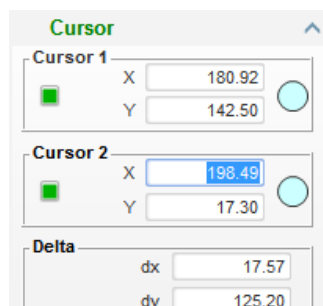 Cursor
Cursor 1
X 180.92
Y 142.50
Cursor 2
X 198.49
Y 17.30
Delta
dx 17.57
dy 125.20